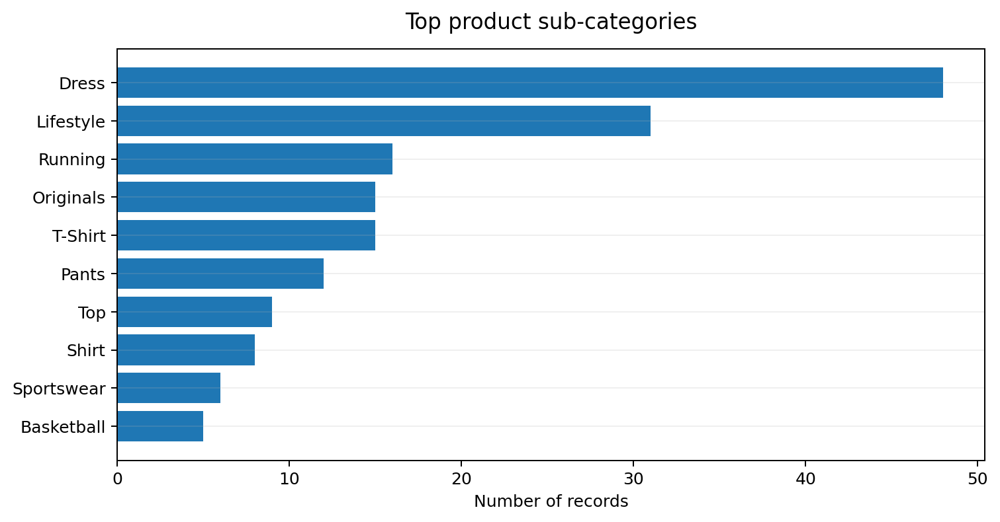 Top product sub-categories
Dress
Lifestyle
Running
Originals
T-Shirt
Pants
Top
Shirt
Sportswear
Basketball
0 10 20 30 40 50
Number of records